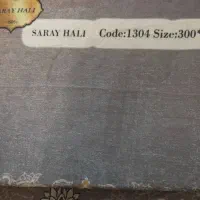 SARAY HALI
SARAY HALI Code:1304 Size:300*